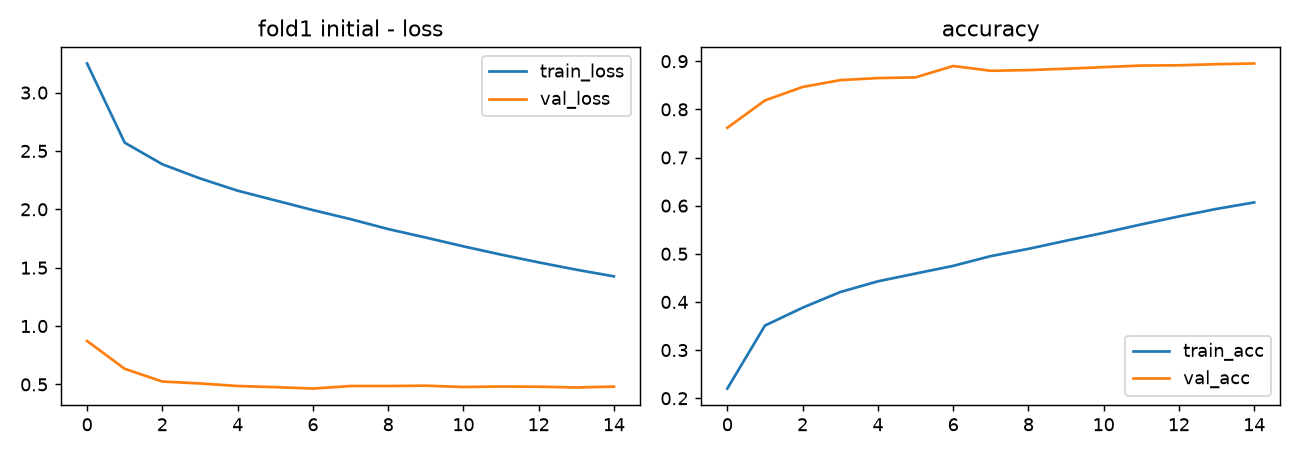 fold1 initial - loss
3.0
2.5
2.0
1.5
1.0
0.5
0 2 4 6 8 10 12 14
train_loss
val_loss
accuracy
0.9
0.8
0.7
0.6
0.5
0.4
0.3
0.2
0 2 4 6 8 10 12 14
train_acc
val_acc